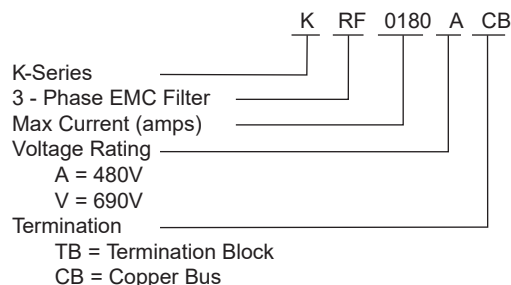 K RF 0180 A CB
K-Series
3 - Phase EMC Filter
Max Current (amps)
Voltage Rating
A = 480V
V = 690V
Termination
TB = Termination Block
CB = Copper Bus